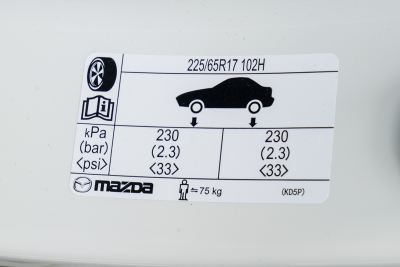 225/65R17 102H
kPa 230 230
(bar) (2.3) (2.3)
<psi> <33> <33>
mazda ≒75 kg (KD5P)